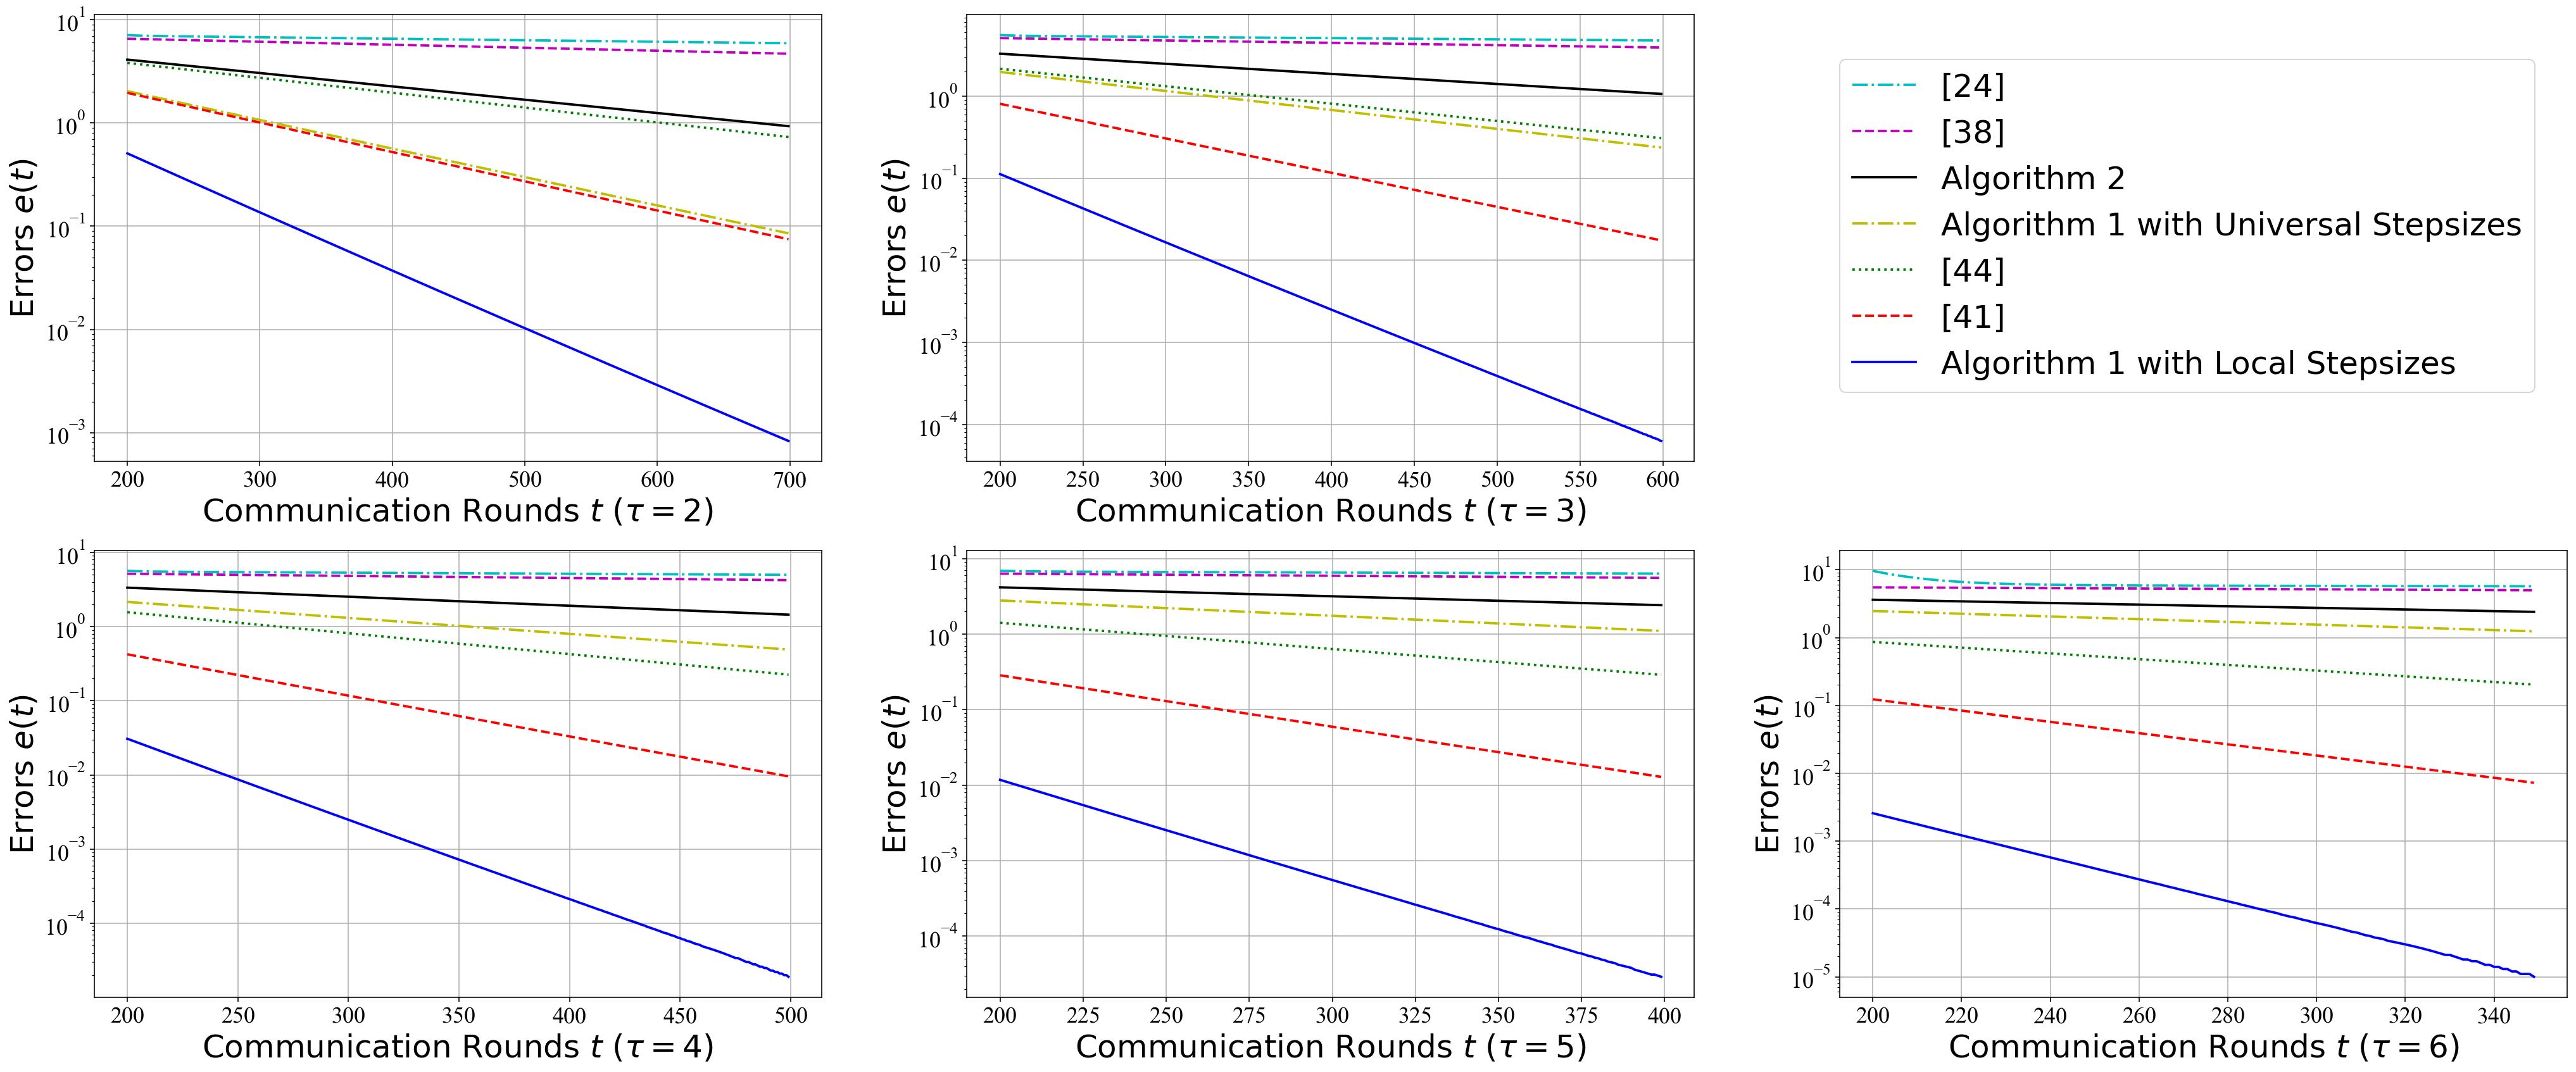 10^1
10^0
10^−1
10^−2
10^−3
Errors e(t)
200 300 400 500 600 700
Communication Rounds t (τ = 2)
10^0
10^−1
10^−2
10^−3
10^−4
Errors e(t)
200 250 300 350 400 450 500 550 600
Communication Rounds t (τ = 3)
[24]
[38]
Algorithm 2
Algorithm 1 with Universal Stepsizes
[44]
[41]
Algorithm 1 with Local Stepsizes
10^1
10^0
10^−1
10^−2
10^−3
10^−4
Errors e(t)
200 250 300 350 400 450 500
Communication Rounds t (τ = 4)
10^1
10^0
10^−1
10^−2
10^−3
10^−4
Errors e(t)
200 225 250 275 300 325 350 375 400
Communication Rounds t (τ = 5)
10^1
10^0
10^−1
10^−2
10^−3
10^−4
10^−5
Errors e(t)
200 220 240 260 280 300 320 340
Communication Rounds t (τ = 6)